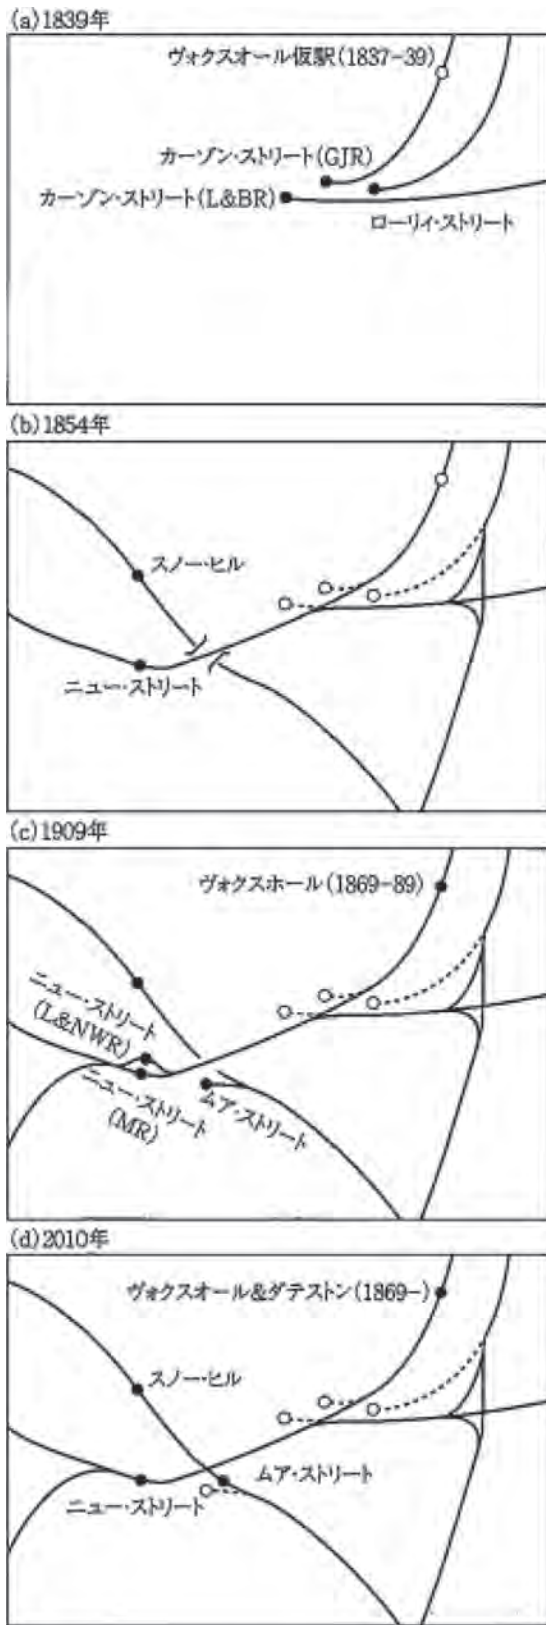 (a)1839年
ヴォクスオール仮駅(1837-39)
カーゾン・ストリート(GJR)
カーゾン・ストリート(L&BR)
ローリィ・ストリート
(b)1854年
スノー・ヒル
ニュー・ストリート
(c)1909年
ヴォクスホール(1869-89)
ニュー・ストリート
(L&NWR)
ニュー・ストリート
(MR)
ムア・ストリート
(d)2010年
ヴォクスオール&ダテストン(1869-)
スノー・ヒル
ムア・ストリート
ニュー・ストリート